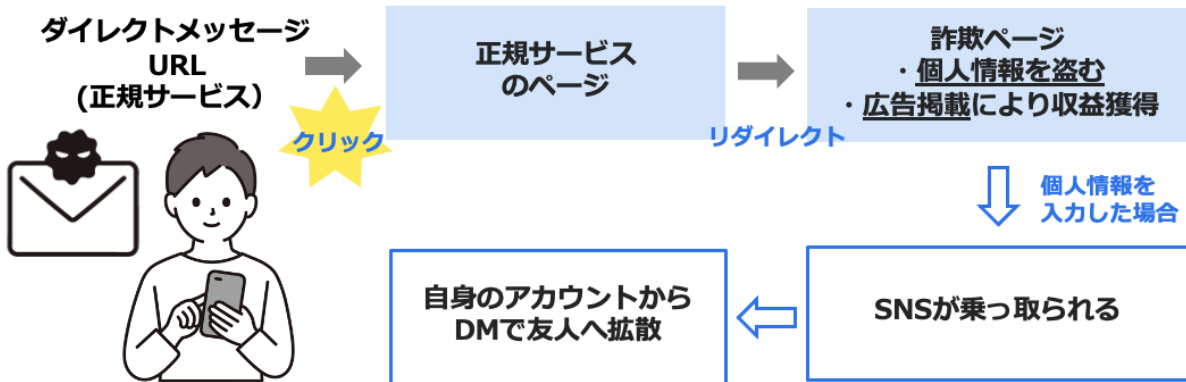 ダイレクトメッセージ
URL
(正規サービス）
クリック
正規サービス
のページ
リダイレクト
詐欺ページ
・個人情報を盗む
・広告掲載により収益獲得
個人情報を
入力した場合
SNSが乗っ取られる
自身のアカウントから
DMで友人へ拡散